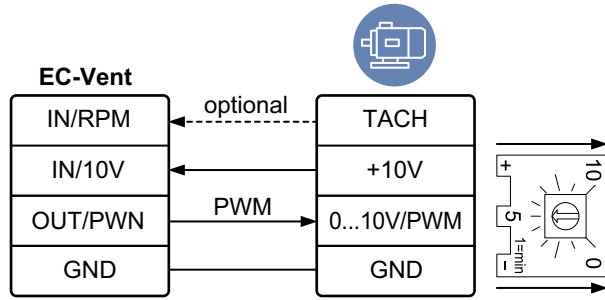 EC-Vent
IN/RPM
optional
TACH
IN/10V
+10V
OUT/PWN
PWM
0...10V/PWM
GND
GND
+ 5 -
1=min
10
0